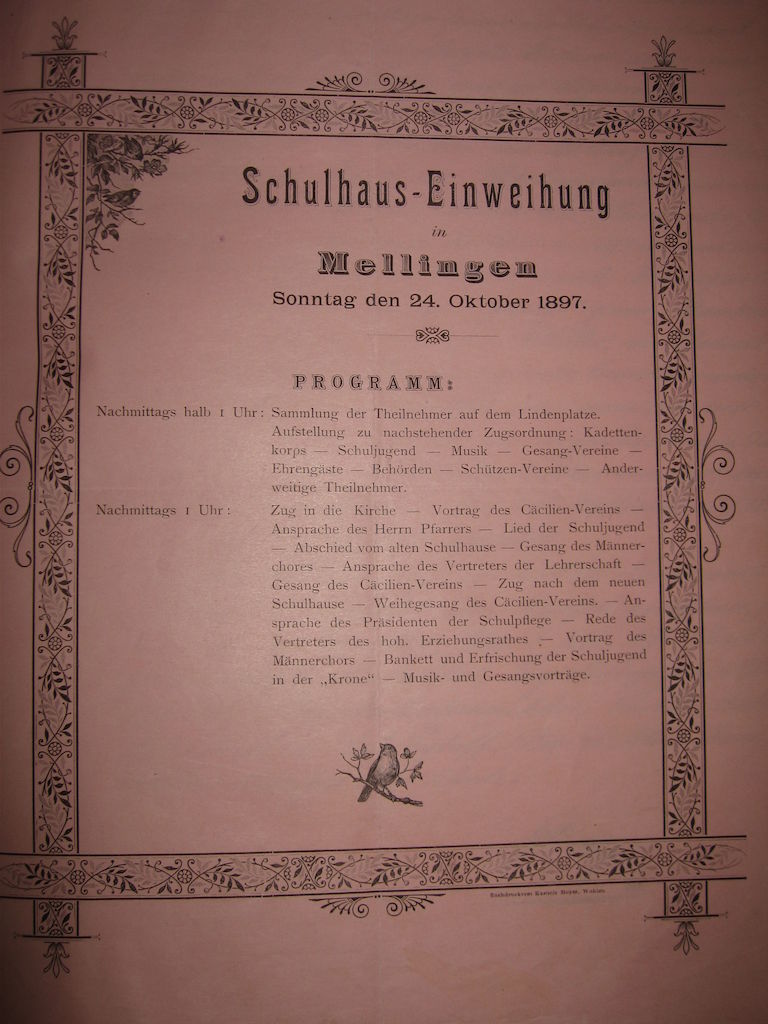 Schulhaus-Einweihung
in
Mellingen
Sonntag den 24. Oktober 1897.
PROGRAMM:
Nachmittags halb 1 Uhr: Sammlung der Theilnehmer auf dem Lindenplatze.
Aufstellung zu nachstehender Zugsordnung: Kadetten-
korps — Schuljugend — Musik — Gesang-Vereine —
Ehrengäste — Behörden — Schützen-Vereine — Ander-
weitige Theilnehmer.
Nachmittags 1 Uhr: Zug in die Kirche — Vortrag des Cäcilien-Vereins —
Ansprache des Herrn Pfarrers — Lied der Schuljugend
— Abschied vom alten Schulhause — Gesang des Männer-
chores — Ansprache des Vertreters der Lehrerschaft —
Gesang des Cäcilien-Vereins — Zug nach dem neuen
Schulhause — Weihegesang des Cäcilien-Vereins. — An-
sprache des Präsidenten der Schulpflege — Rede des
Vertreters des hoh. Erziehungsrathes — Vortrag des
Männerchors — Bankett und Erfrischung der Schuljugend
in der „Krone“ — Musik- und Gesangsvorträge.